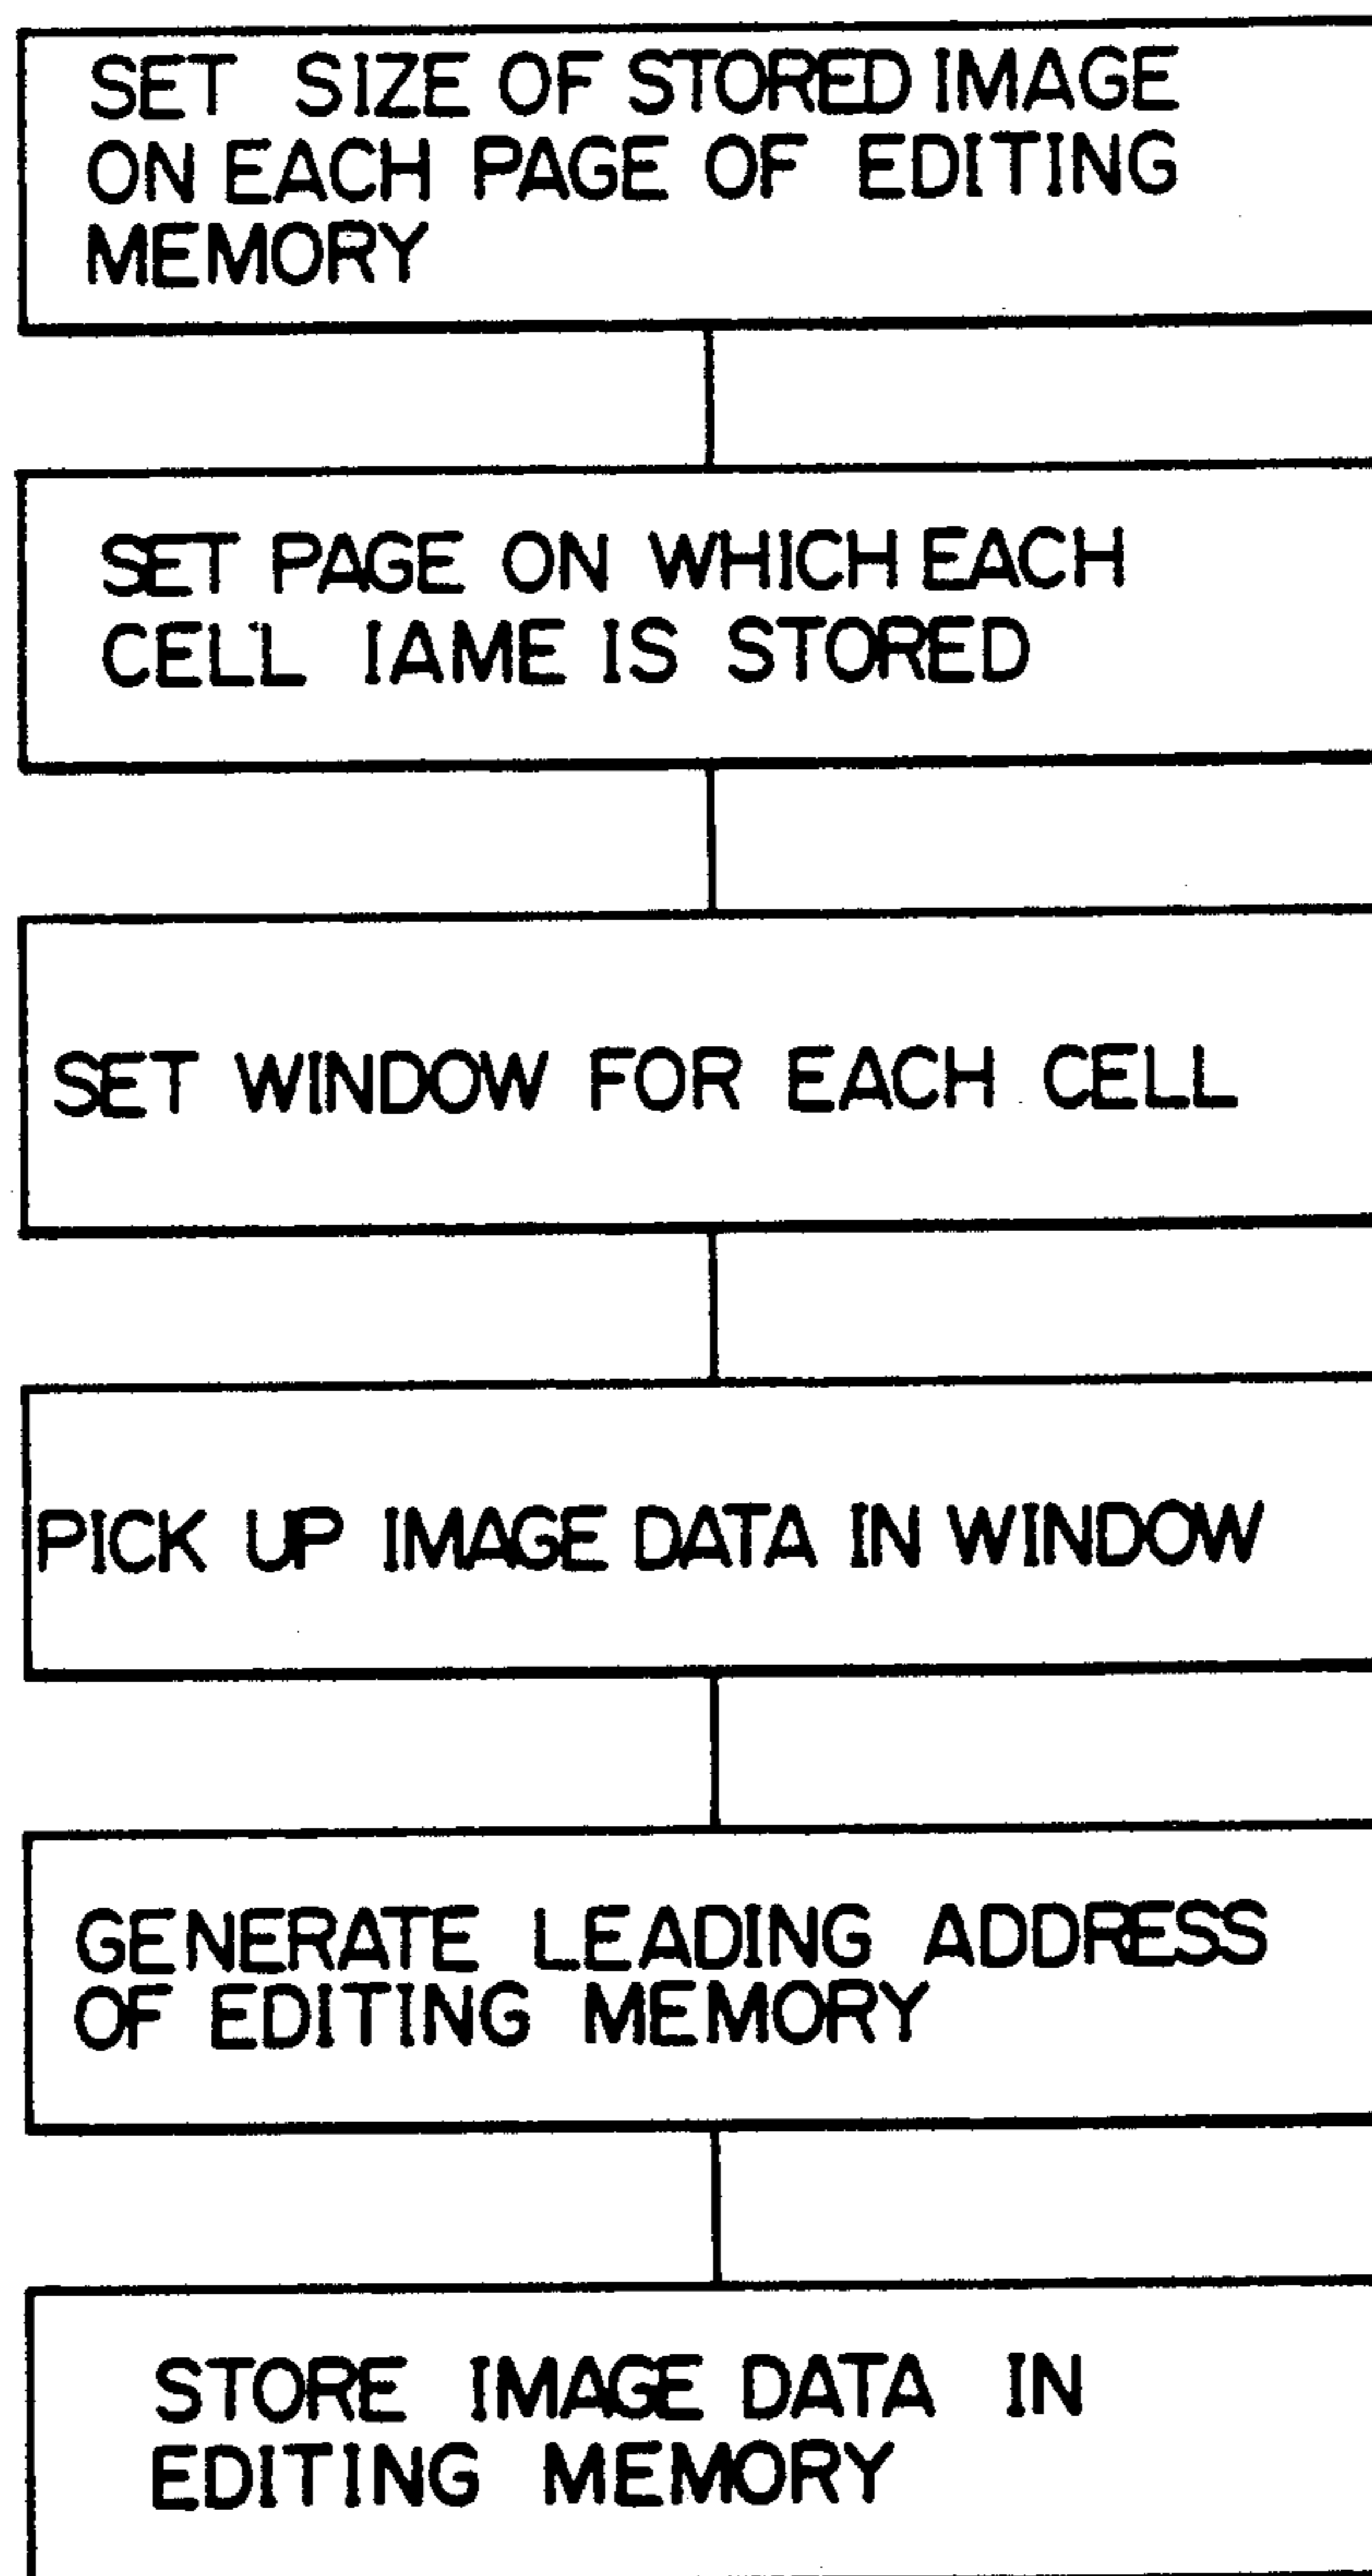 SET SIZE OF STORED IMAGE
ON EACH PAGE OF EDITING
MEMORY
SET PAGE ON WHICH EACH
CELL IAME IS STORED
SET WINDOW FOR EACH CELL
PICK UP IMAGE DATA IN WINDOW
GENERATE LEADING ADDRESS
OF EDITING MEMORY
STORE IMAGE DATA IN
EDITING MEMORY